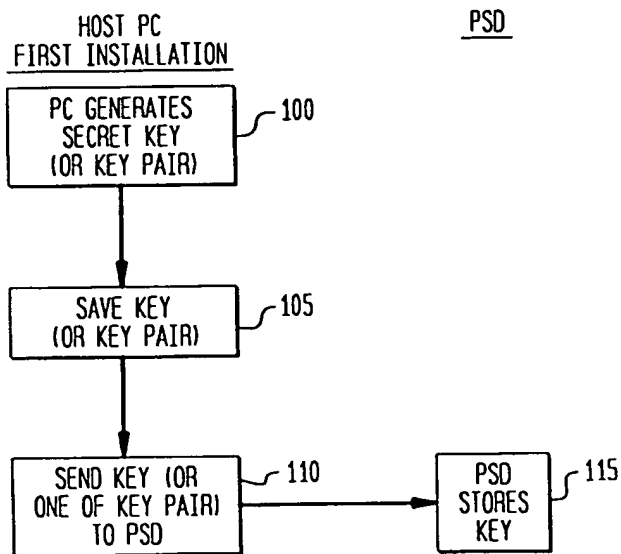 HOST PC
FIRST INSTALLATION
PSD
PC GENERATES
SECRET KEY
(OR KEY PAIR)
100
SAVE KEY
(OR KEY PAIR)
105
SEND KEY (OR
ONE OF KEY PAIR)
TO PSD
110
PSD
STORES
KEY
115